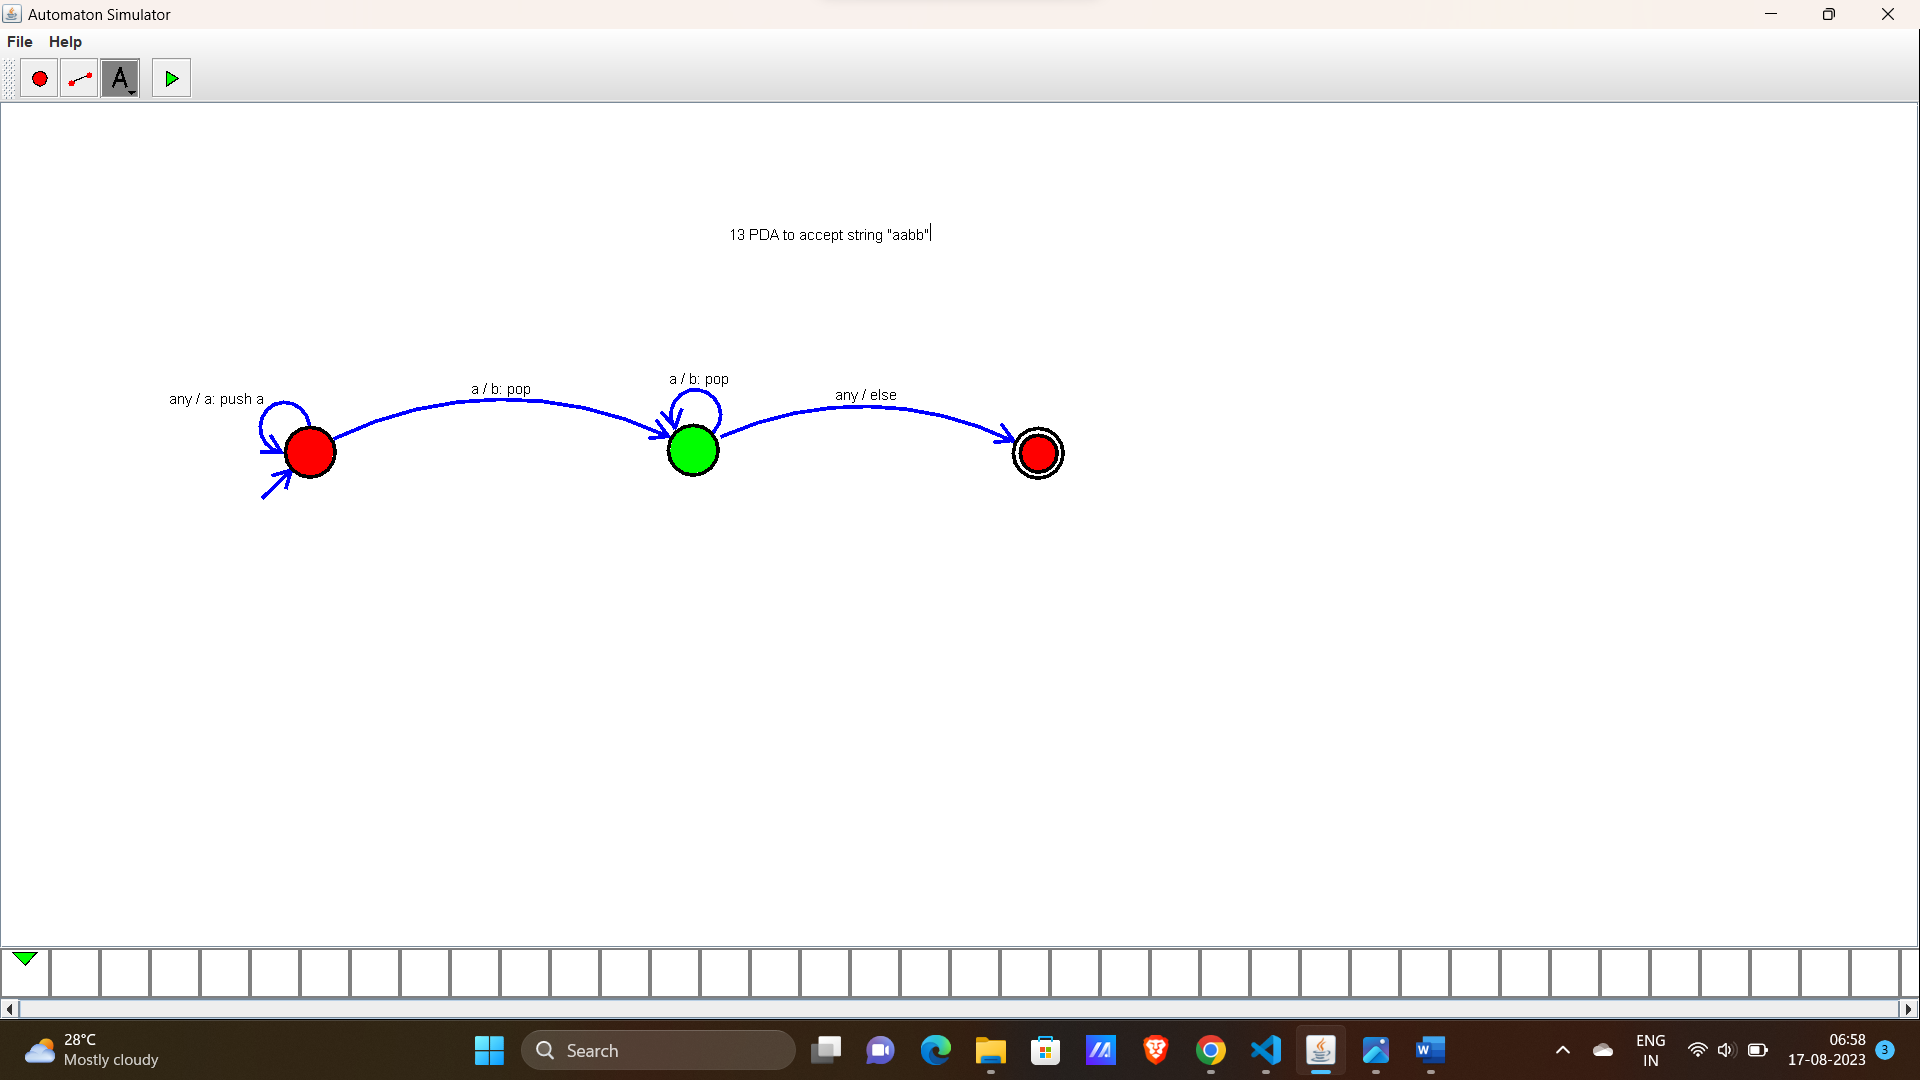 Automaton Simulator
File Help
A
13 PDA to accept string "aabb"
any / a: push a
a / b: pop
a / b: pop
any / else
28°C
Mostly cloudy
Search
W
ENG
IN
06:58
17-08-2023
3